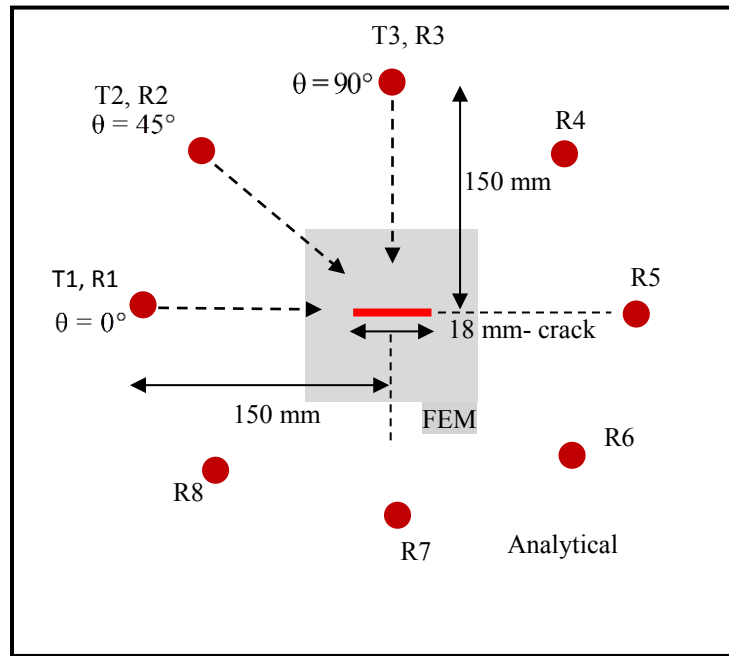 T3, R3
θ = 90°
T2, R2
θ = 45°
R4
150 mm
T1, R1
θ = 0°
R5
18 mm- crack
150 mm
FEM
R6
R8
R7
Analytical